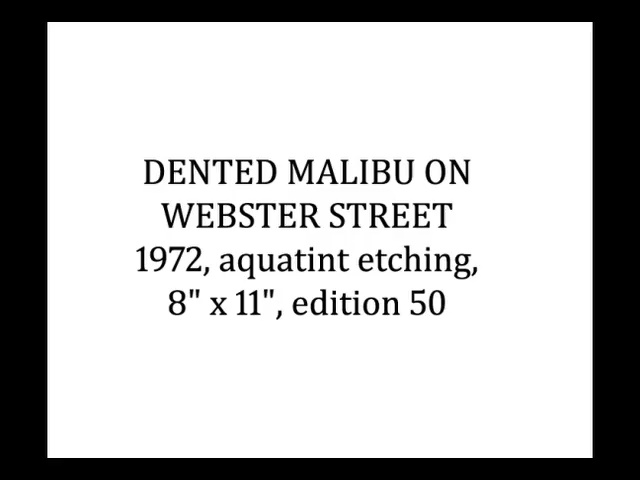 DENTED MALIBU ON
WEBSTER STREET
1972, aquatint etching,
8" x 11", edition 50